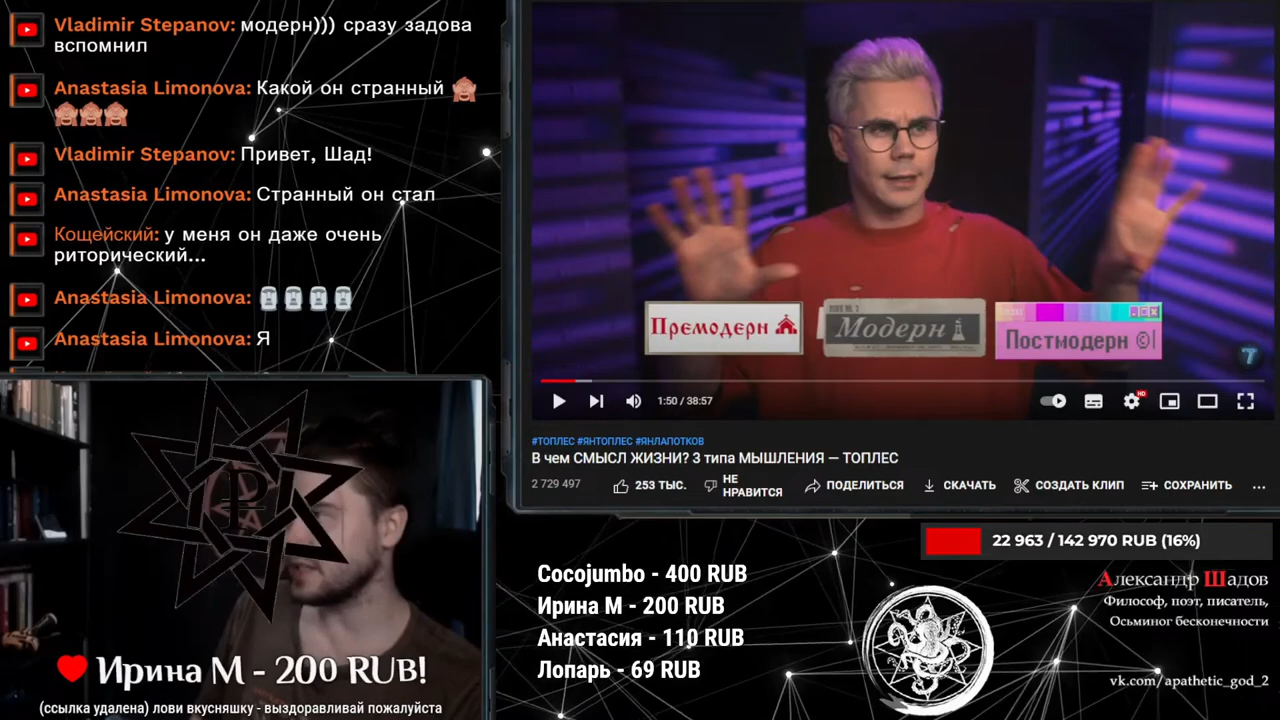 Vladimir Stepanov: модерн))) сразу задова
вспомнил
Anastasia Limonova: Какой он странный
Vladimir Stepanov: Привет, Шад!
Anastasia Limonova: Странный он стал
Кощейский: у меня он даже очень
риторический...
Anastasia Limonova:
Anastasia Limonova: Я
Ирина М - 200 RUB!
(ссылка удалена) лови вкусняшку - выздоравливай пожалуйста
Премодерн
Модерн
Постмодерн ©|
1:50 / 38:57
HD
#ТОПЛЕС #ЯНТОПЛЕС #ЯНЛАПОТКОВ
В чем СМЫСЛ ЖИЗНИ? 3 типа МЫШЛЕНИЯ — ТОПЛЕС
2 729 497
253 ТЫС.
НЕ
НРАВИТСЯ
ПОДЕЛИТЬСЯ
СКАЧАТЬ
СОЗДАТЬ КЛИП
СОХРАНИТЬ
...
22 963 / 142 970 RUB (16%)
Cocojumbo - 400 RUB
Ирина М - 200 RUB
Анастасия - 110 RUB
Лопарь - 69 RUB
Александр Шадов
Философ, поэт, писатель,
Осьминог бесконечности
vk.com/apathetic_god_2